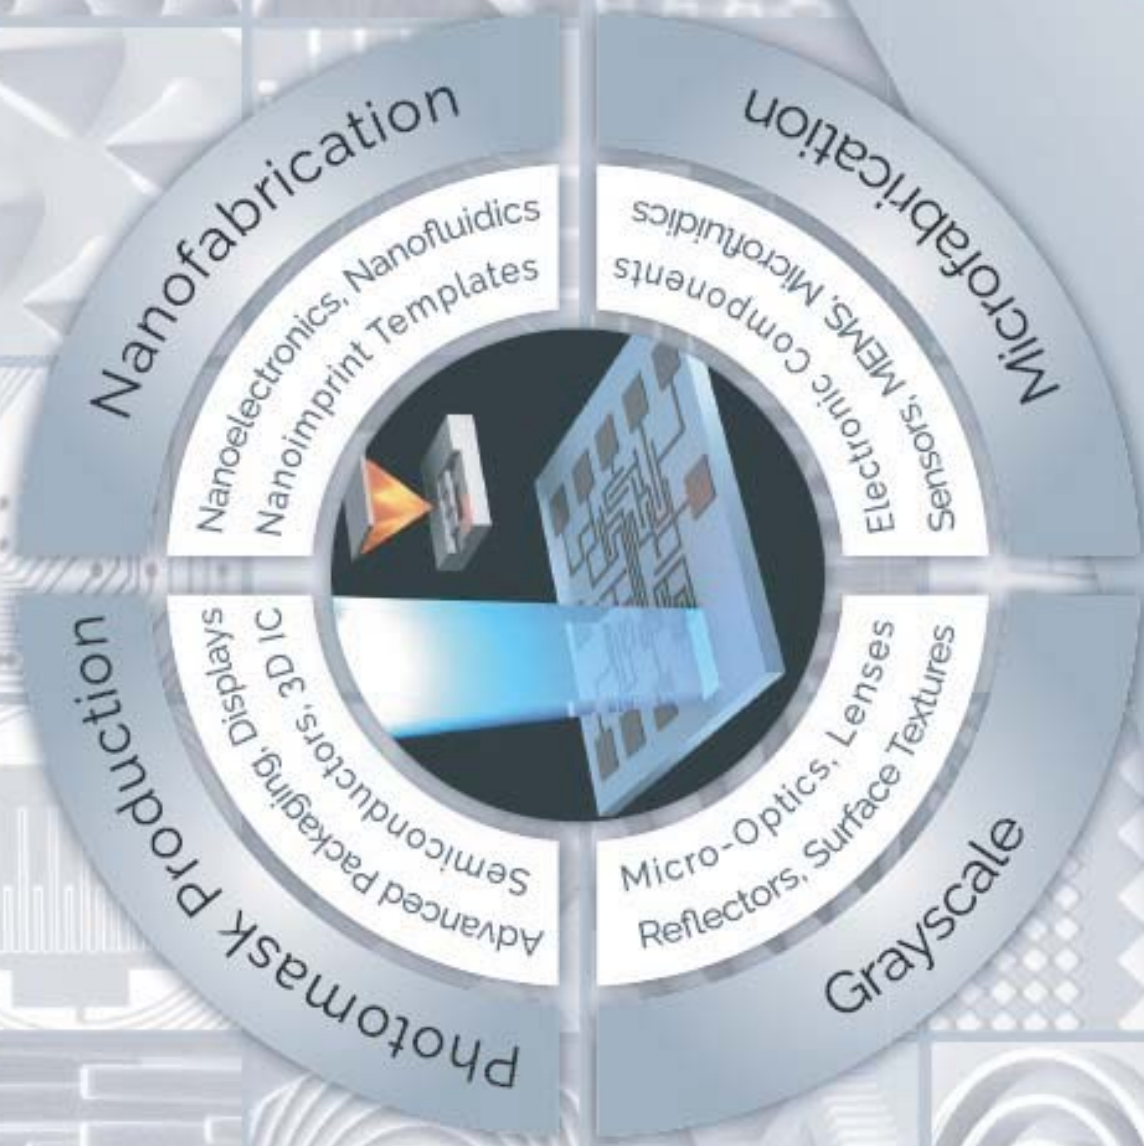 Nanofabrication
Nanoelectronics, Nanofluidics
Nanoimprint Templates
Microfabrication
Sensors, MEMS, Microfluidics
Electronic Components
Photomask Production
Advanced Packaging, Displays
Semiconductors, 3D IC
Micro-Optics, Lenses
Reflectors, Surface Textures
Grayscale